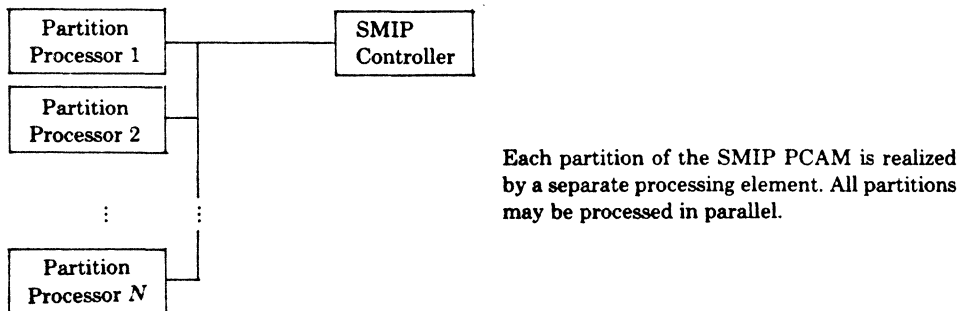 Partition
Processor 1
SMIP
Controller
Partition
Processor 2
Each partition of the SMIP PCAM is realized
by a separate processing element. All partitions
may be processed in parallel.
⋮ ⋮
Partition
Processor N